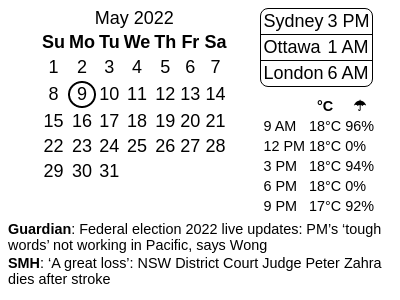 May 2022
Su Mo Tu We Th Fr Sa
1 2 3 4 5 6 7
8 9 10 11 12 13 14
15 16 17 18 19 20 21
22 23 24 25 26 27 28
29 30 31
Sydney 3 PM
Ottawa 1 AM
London 6 AM
°C ☂
9 AM 18°C 96%
12 PM 18°C 0%
3 PM 18°C 94%
6 PM 18°C 0%
9 PM 17°C 92%
Guardian: Federal election 2022 live updates: PM’s ‘tough
words’ not working in Pacific, says Wong
SMH: ‘A great loss’: NSW District Court Judge Peter Zahra
dies after stroke